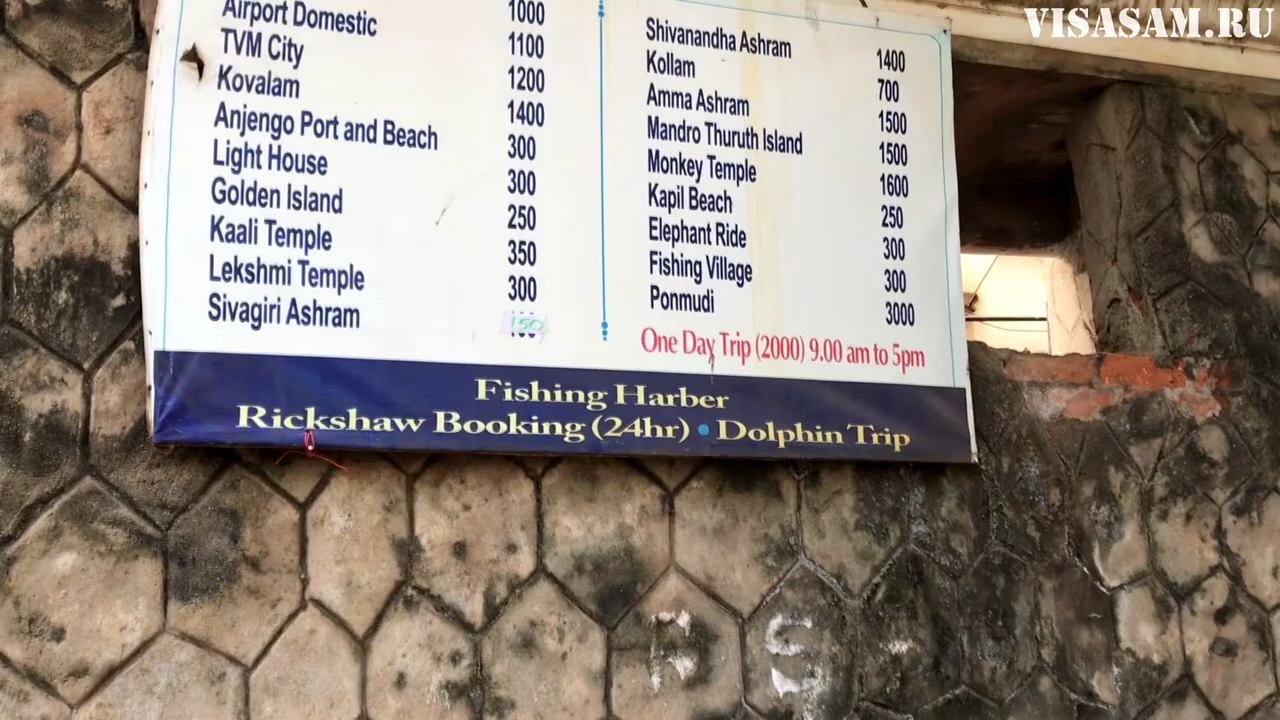 VISASAM.RU
1000
Airport Domestic 1100
TVM City 1200
Kovalam 1400
Anjengo Port and Beach 300
Light House 300
Golden Island 250
Kaali Temple 350
Lekshmi Temple 300
Sivagiri Ashram 150
Shivanandha Ashram 1400
Kollam 700
Amma Ashram 1500
Mandro Thuruth Island 1500
Monkey Temple 1600
Kapil Beach 250
Elephant Ride 300
Fishing Village 300
Ponmudi 3000
One Day Trip (2000) 9.00 am to 5pm
Fishing Harber
Rickshaw Booking (24hr) • Dolphin Trip